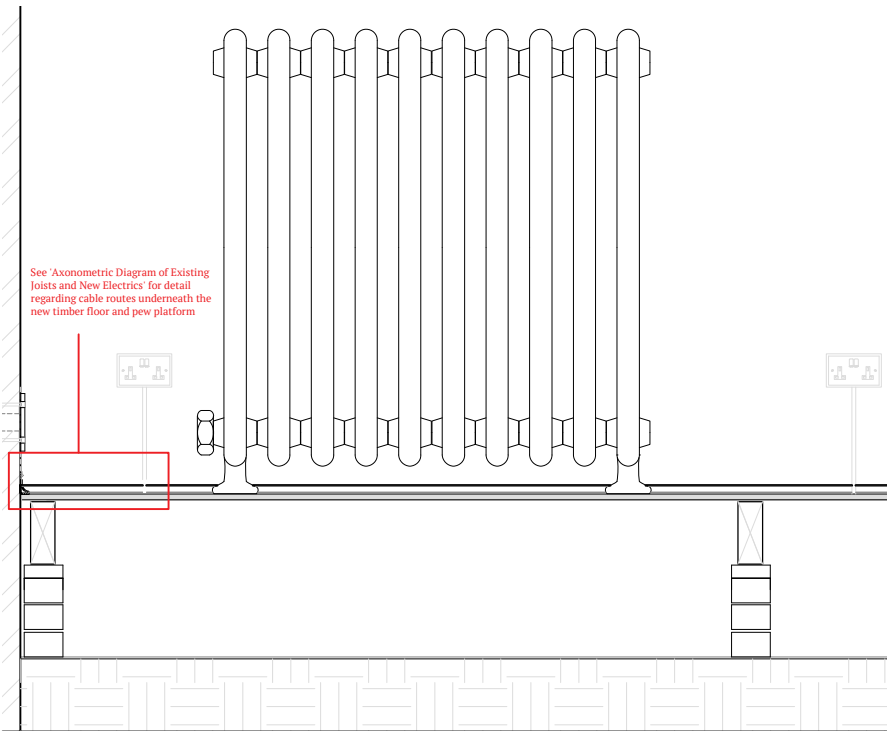 See 'Axonometric Diagram of Existing
Joists and New Electrics' for detail
regarding cable routes underneath the
new timber floor and pew platform